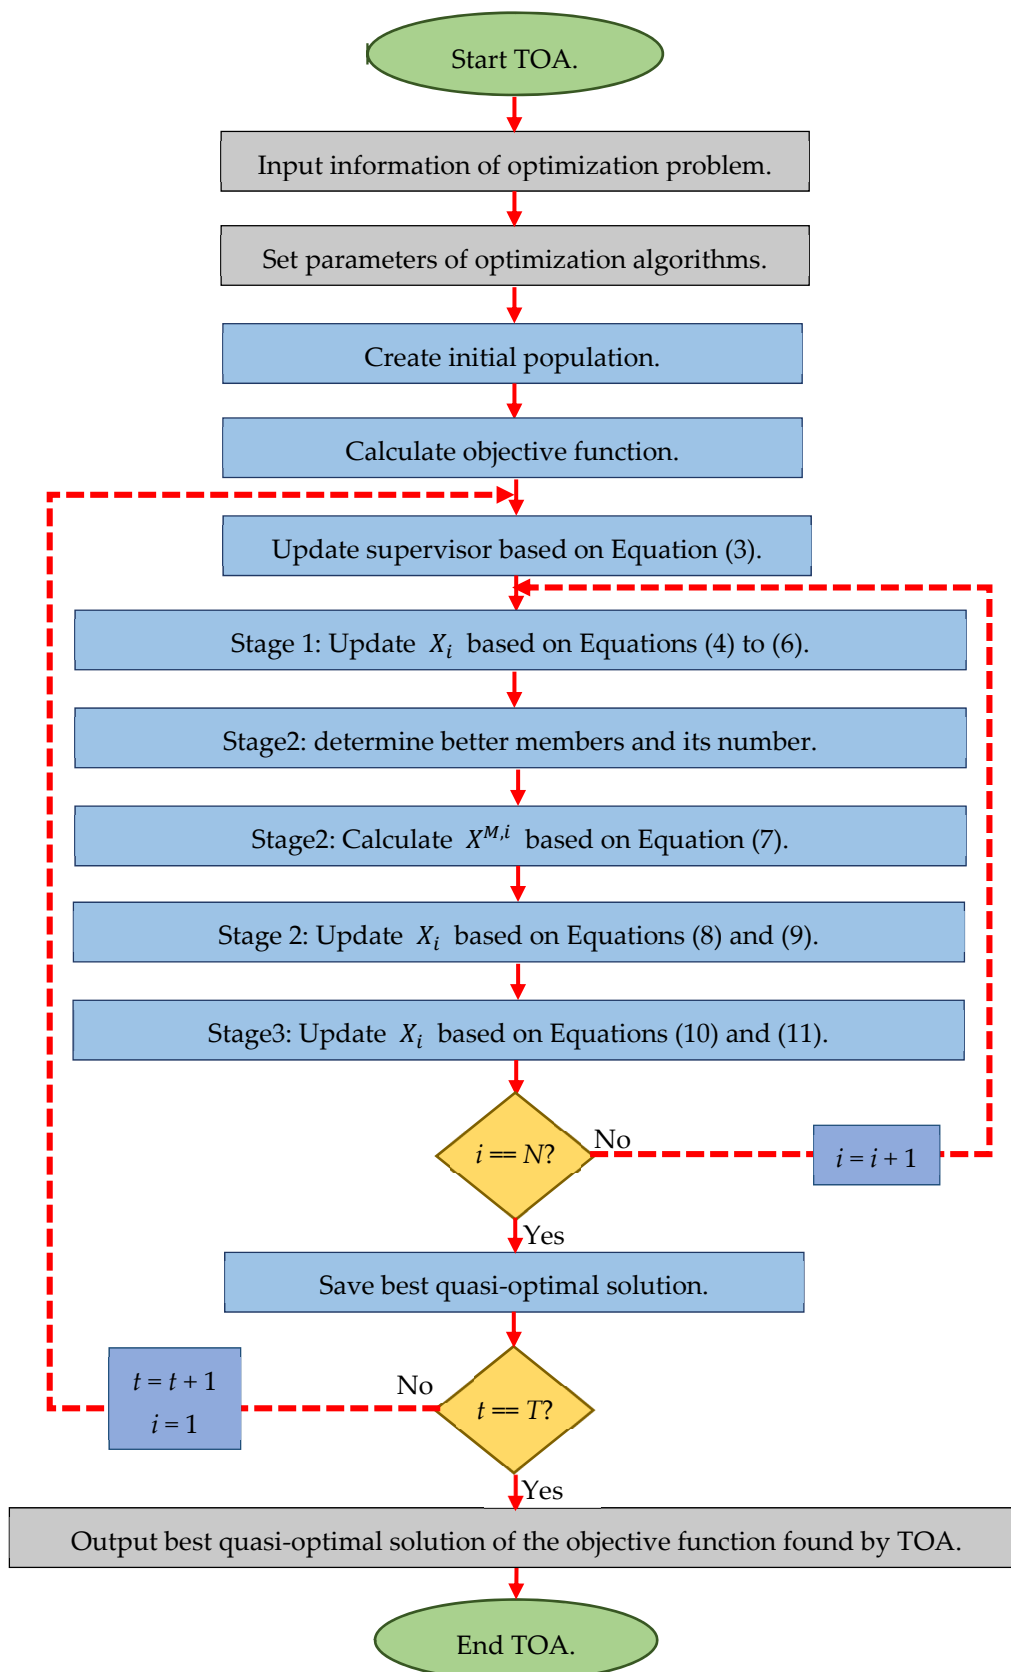 Start TOA.
Input information of optimization problem.
Set parameters of optimization algorithms.
Create initial population.
Calculate objective function.
Update supervisor based on Equation (3).
Stage 1: Update X_i based on Equations (4) to (6).
Stage2: determine better members and its number.
Stage2: Calculate X^{M,i} based on Equation (7).
Stage 2: Update X_i based on Equations (8) and (9).
Stage3: Update X_i based on Equations (10) and (11).
i == N?
No
i = i + 1
Yes
Save best quasi-optimal solution.
t = t + 1
i = 1
No
t == T?
Yes
Output best quasi-optimal solution of the objective function found by TOA.
End TOA.